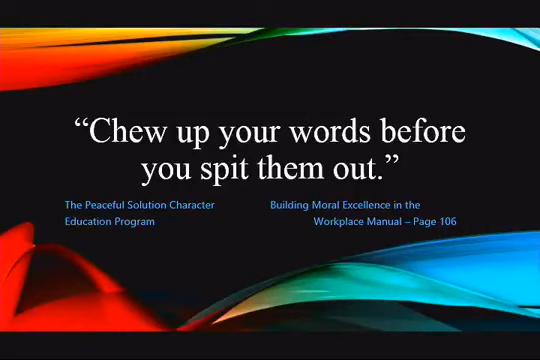 “Chew up your words before
you spit them out.”
The Peaceful Solution Character
Education Program
Building Moral Excellence in the
Workplace Manual – Page 106